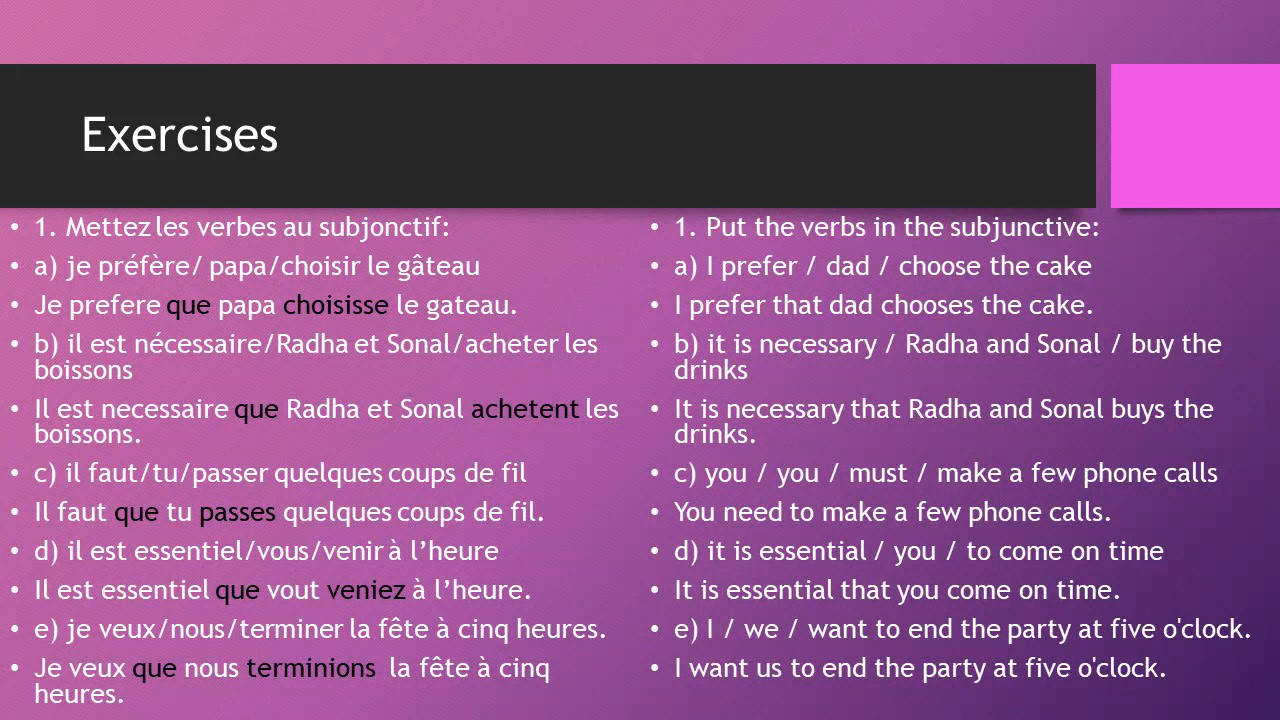 Exercises
• 1. Mettez les verbes au subjonctif:
• a) je préfère/ papa/choisir le gâteau
• Je prefere que papa choisisse le gateau.
• b) il est nécessaire/Radha et Sonal/acheter les
boissons
• Il est necessaire que Radha et Sonal achetent les
boissons.
• c) il faut/tu/passer quelques coups de fil
• Il faut que tu passes quelques coups de fil.
• d) il est essentiel/vous/venir à l’heure
• Il est essentiel que vout veniez à l’heure.
• e) je veux/nous/terminer la fête à cinq heures.
• Je veux que nous terminions la fête à cinq
heures.
• 1. Put the verbs in the subjunctive:
• a) I prefer / dad / choose the cake
• I prefer that dad chooses the cake.
• b) it is necessary / Radha and Sonal / buy the
drinks
• It is necessary that Radha and Sonal buys the
drinks.
• c) you / you / must / make a few phone calls
• You need to make a few phone calls.
• d) it is essential / you / to come on time
• It is essential that you come on time.
• e) I / we / want to end the party at five o'clock.
• I want us to end the party at five o'clock.